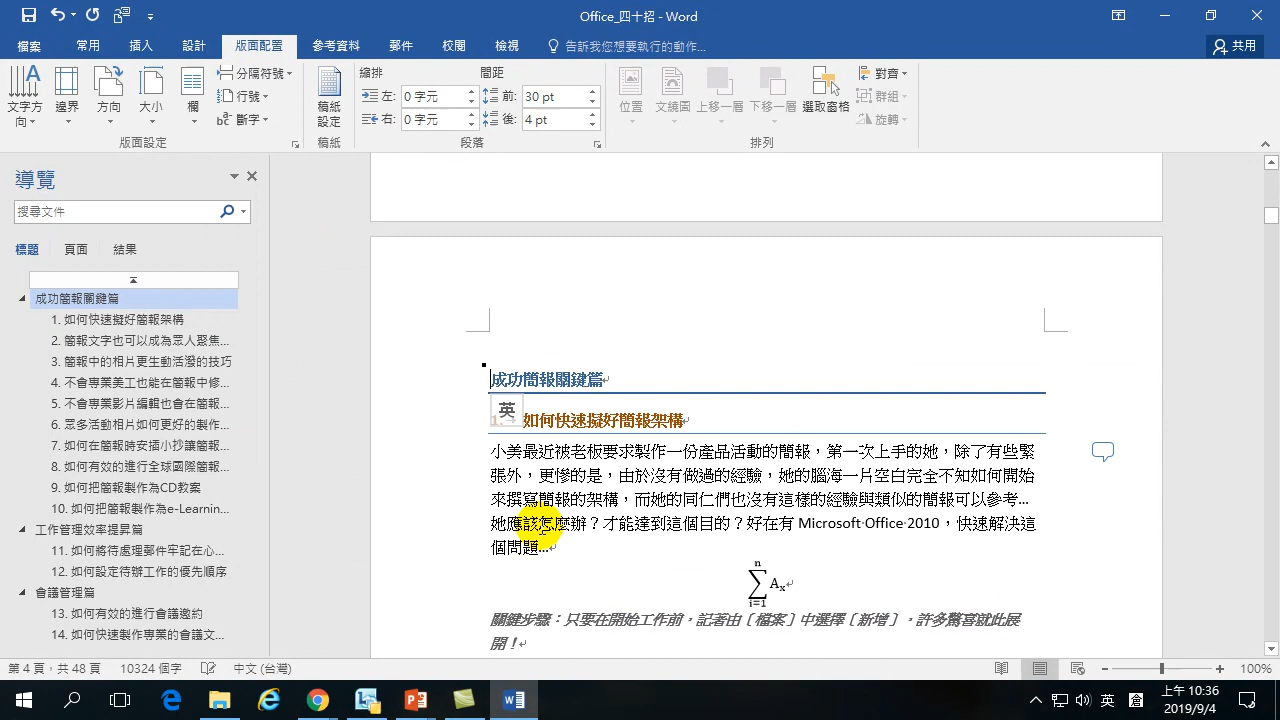 Office_四十招 - Word
檔案
常用
插入
設計
版面配置
參考資料
郵件
校閱
檢視
告訴我您想要執行的動作...
共用
文字方向
邊界
方向
大小
欄
分隔符號
行號
斷字
版面設定
稿紙設定
稿紙
縮排
左: 0 字元
右: 0 字元
間距
前: 30 pt
後: 4 pt
段落
位置
文繞圖
上移一層
下移一層
選取窗格
對齊
群組
旋轉
排列
導覽
搜尋文件
標題
頁面
結果
成功簡報關鍵篇
1. 如何快速擬好簡報架構
2. 簡報文字也可以成為眾人聚焦...
3. 簡報中的相片更生動活潑的技巧
4. 不會專業美工也能在簡報中修...
5. 不會專業影片編輯也會在簡報...
6. 眾多活動相片如何更好的製作...
7. 如何在簡報時安插小抄讓簡報...
8. 如何有效的進行全球國際簡報...
9. 如何把簡報製作為CD教案
10. 如何把簡報製作為e-Learnin...
工作管理效率提昇篇
11. 如何將待處理郵件牢記在心...
12. 如何設定待辦工作的優先順序
會議管理篇
13. 如何有效的進行會議邀約
14. 如何快速製作專業的會議文...
成功簡報關鍵篇
英
1. 如何快速擬好簡報架構
小美最近被老板要求製作一份產品活動的簡報，第一次上手的她，除了有些緊
張外，更慘的是，由於沒有做過的經驗，她的腦海一片空白完全不知如何開始
來撰寫簡報的架構，而她的同仁們也沒有這樣的經驗與類似的簡報可以參考...
她應該怎麼辦？才能達到這個目的？好在有 Microsoft Office 2010，快速解決這
個問題...
n
∑ Aₓ
i=1
關鍵步驟：只要在開始工作前，記著由〔檔案〕中選擇〔新增〕，許多驚喜就此展
開！
第 4 頁，共 48 頁
10324 個字
中文 (台灣)
100%
英
上午 10:36
2019/9/4